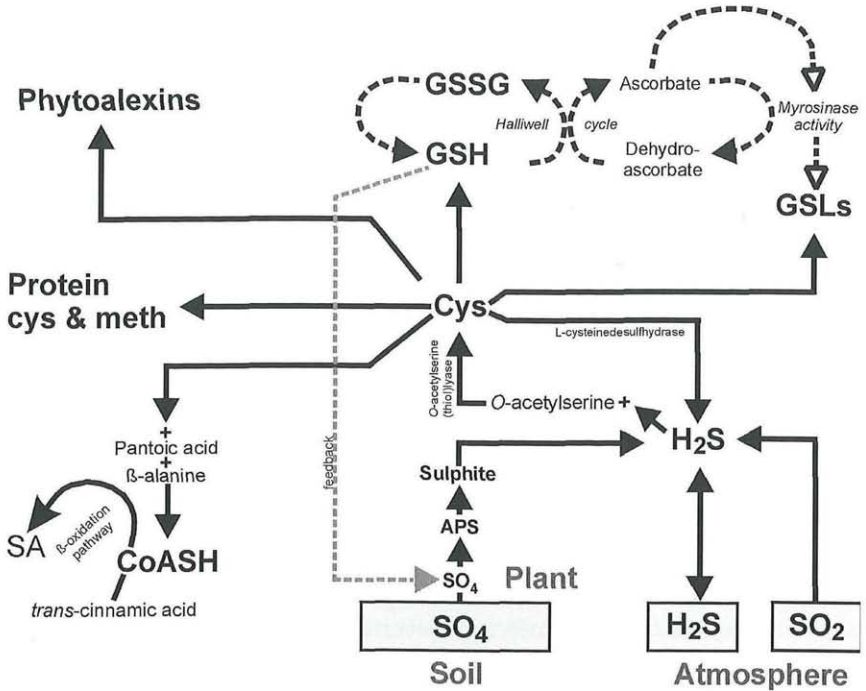 GSSG
Ascorbate
Phytoalexins
Halliwell
cycle
Myrosinase
activity
GSH
Dehydro-
ascorbate
GSLs
Protein
cys & meth
Cys
L-cysteinedesulfhydrase
O-acetylserine
(thiol)lyase
O-acetylserine +
H₂S
+
Pantoic acid
+
ß-alanine
feedback
Sulphite
SA
ß-oxidation
pathway
CoASH
APS
SO₄
Plant
trans-cinnamic acid
SO₄
H₂S
SO₂
Soil
Atmosphere